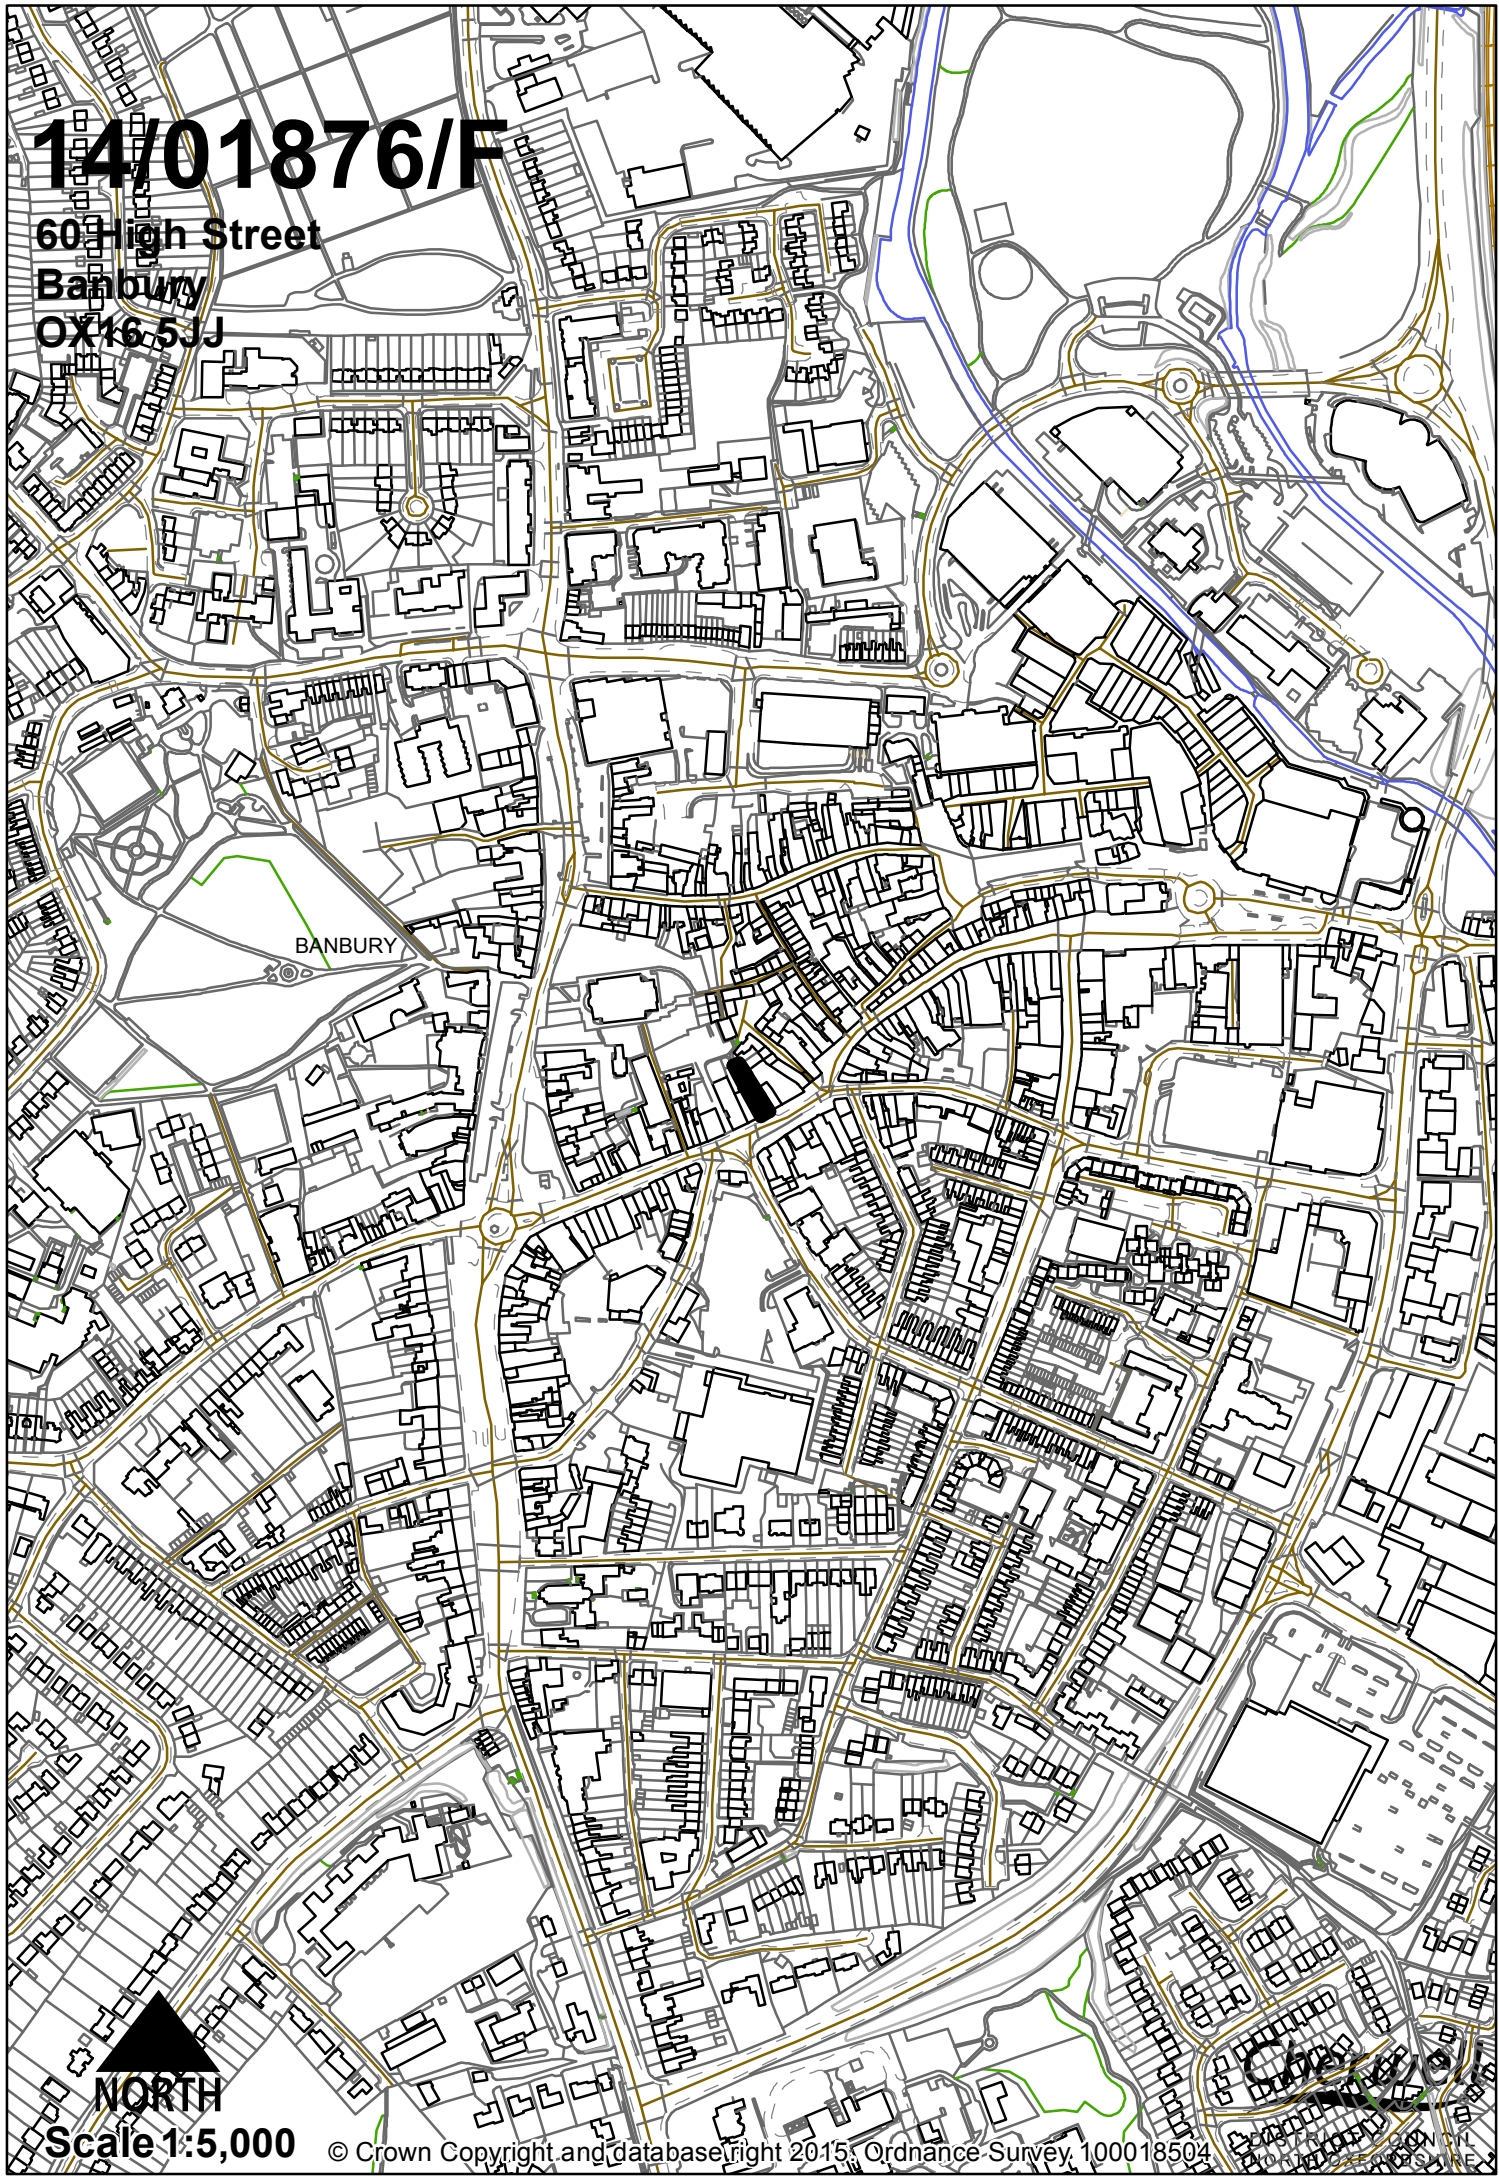 14/01876/F
60 High Street
Banbury
OX16 5JJ
BANBURY
NORTH
Scale 1:5,000
© Crown Copyright and database right 2015. Ordnance Survey 100018504
Cherwell
DISTRICT COUNCIL
NORTH OXFORDSHIRE